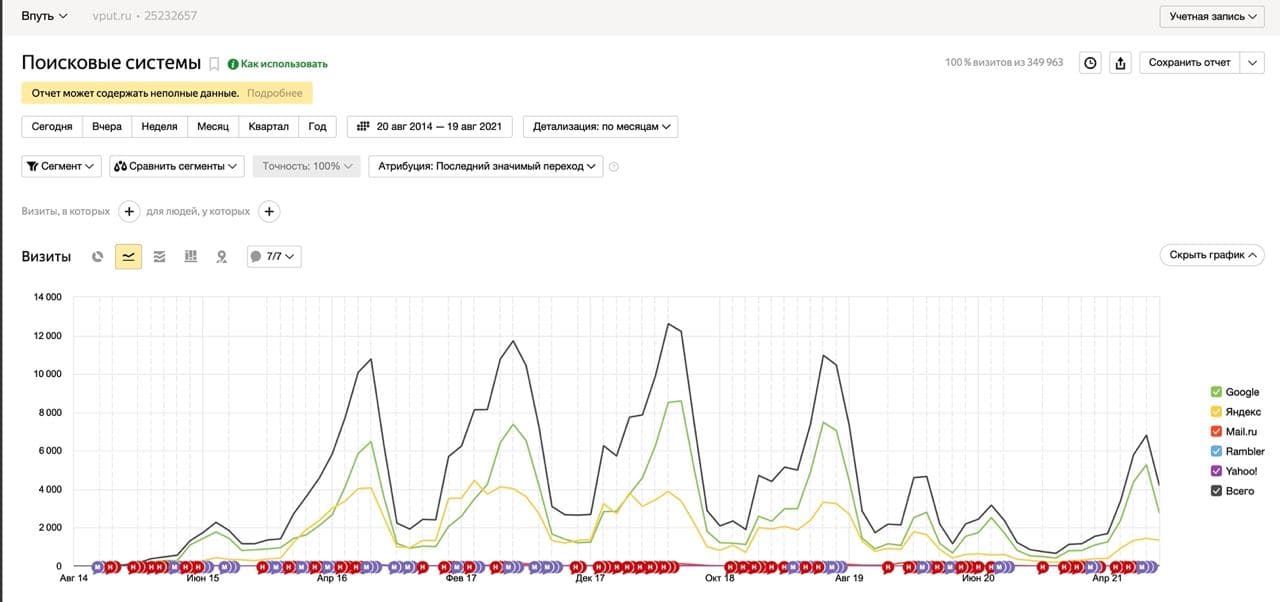 Впуть vput.ru • 25232657 Учетная запись
Поисковые системы Как использовать 100 % визитов из 349 963 Сохранить отчет
Отчет может содержать неполные данные. Подробнее
Сегодня Вчера Неделя Месяц Квартал Год 20 авг 2014 — 19 авг 2021 Детализация: по месяцам
Сегмент Сравнить сегменты Точность: 100% Атрибуция: Последний значимый переход ?
Визиты, в которых + для людей, у которых +
Визиты 7/7 Скрыть график
14 000
12 000
10 000
8 000
6 000
4 000
2 000
0
Авг 14 Июн 15 Апр 16 Фев 17 Дек 17 Окт 18 Авг 19 Июн 20 Апр 21
Google
Яндекс
Mail.ru
Rambler
Yahoo!
Всего